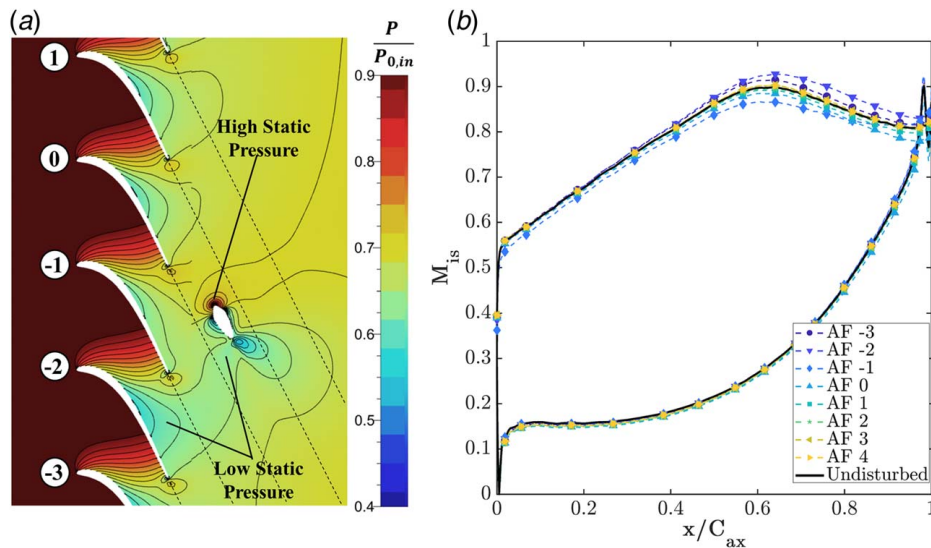 (a)
P
P0,in
0.9
0.8
0.7
0.6
0.5
0.4
1
0
-1
-2
-3
High Static
Pressure
Low Static
Pressure
(b)
Mis
1
0.9
0.8
0.7
0.6
0.5
0.4
0.3
0.2
0.1
0
0 0.2 0.4 0.6 0.8 1
x/Cax
AF -3
AF -2
AF -1
AF 0
AF 1
AF 2
AF 3
AF 4
Undisturbed